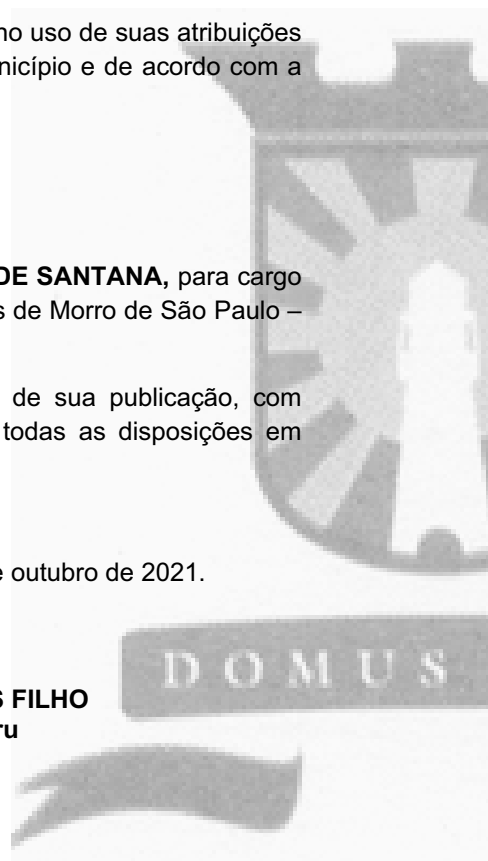 no uso de suas atribuições
nicípio e de acordo com a
DE SANTANA, para cargo
s de Morro de São Paulo –
de sua publicação, com
todas as disposições em
e outubro de 2021.
S FILHO
ru
DOMUS